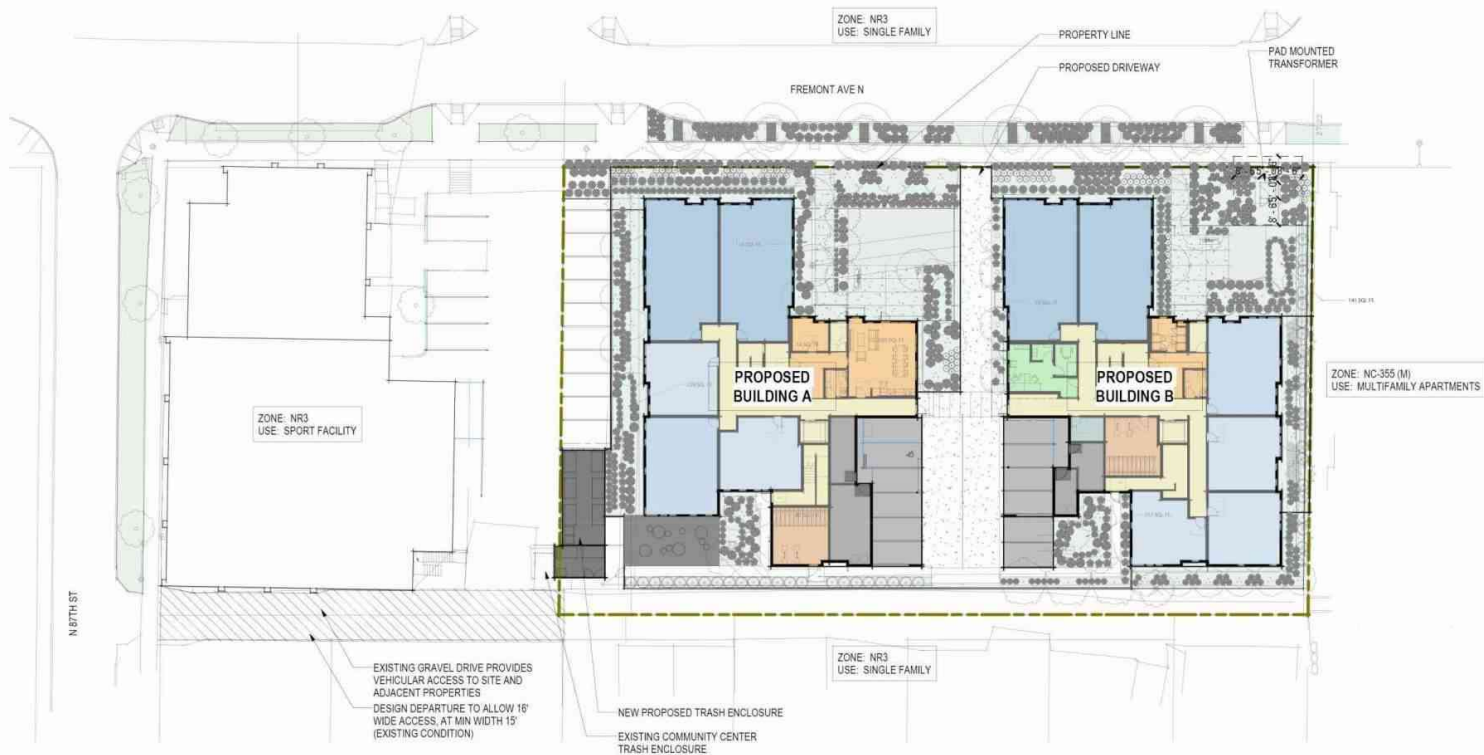 ZONE: NR3
USE: SINGLE FAMILY
PROPERTY LINE
PROPOSED DRIVEWAY
PAD MOUNTED
TRANSFORMER
FREMONT AVE N
PROPOSED
BUILDING A
PROPOSED
BUILDING B
ZONE: NR3
USE: SPORT FACILITY
ZONE: NC-355 (M)
USE: MULTIFAMILY APARTMENTS
N 87TH ST
EXISTING GRAVEL DRIVE PROVIDES
VEHICULAR ACCESS TO SITE AND
ADJACENT PROPERTIES
DESIGN DEPARTURE TO ALLOW 16'
WIDE ACCESS, AT MIN WIDTH 15'
(EXISTING CONDITION)
NEW PROPOSED TRASH ENCLOSURE
EXISTING COMMUNITY CENTER
TRASH ENCLOSURE
ZONE: NR3
USE: SINGLE FAMILY